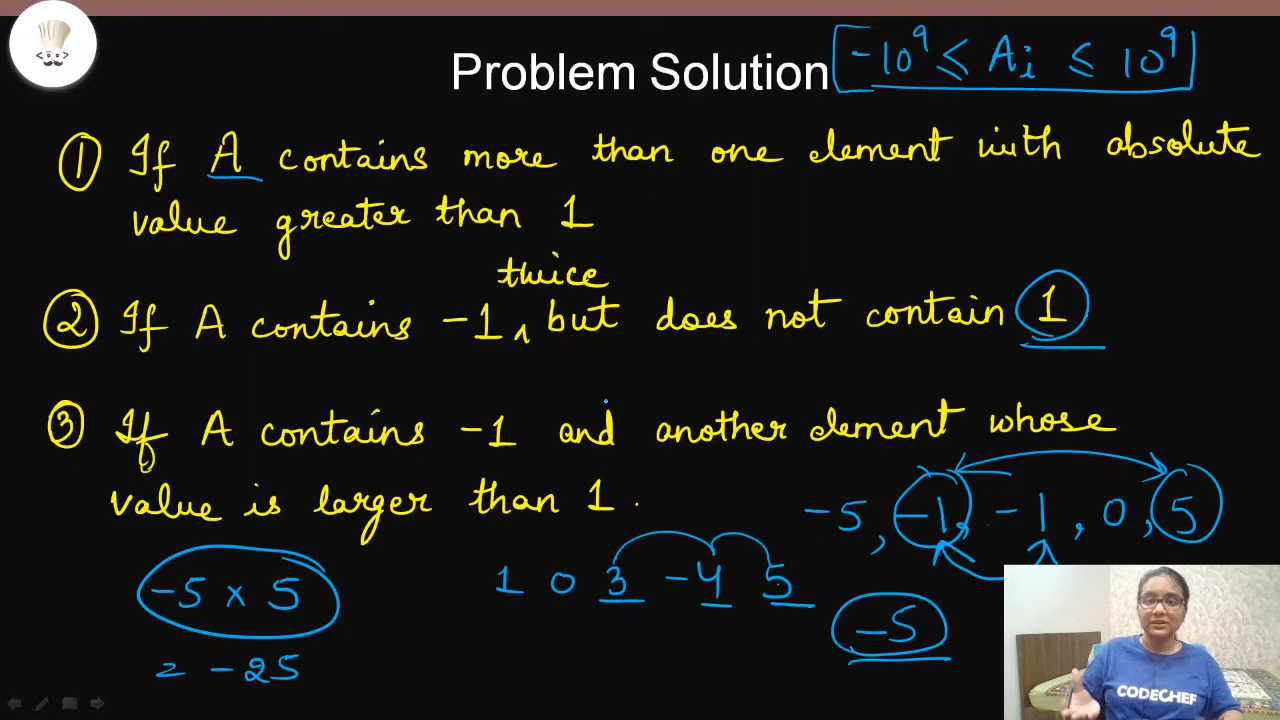 Problem Solution
-10⁹ ≤ Aᵢ ≤ 10⁹
① If A contains more than one element with absolute
value greater than 1
twice
② If A contains -1 ∧ but does not contain 1
③ If A contains -1 and another element whose
value is larger than 1.
-5, -1, -1, 0, 5
-5 × 5
1 0 3 -4 5
-5
= -25
CODECHEF